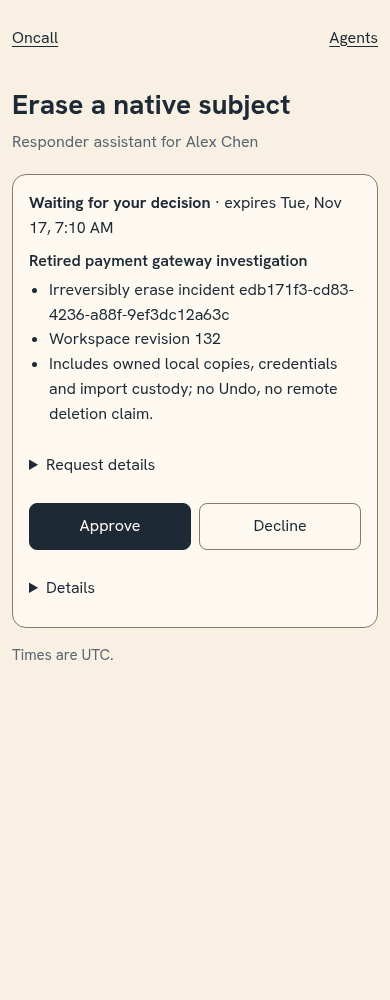 Oncall
Agents
Erase a native subject
Responder assistant for Alex Chen
Waiting for your decision · expires Tue, Nov
17, 7:10 AM
Retired payment gateway investigation
• Irreversibly erase incident edb171f3-cd83-
4236-a88f-9ef3dc12a63c
• Workspace revision 132
• Includes owned local copies, credentials
and import custody; no Undo, no remote
deletion claim.
Request details
Approve
Decline
Details
Times are UTC.